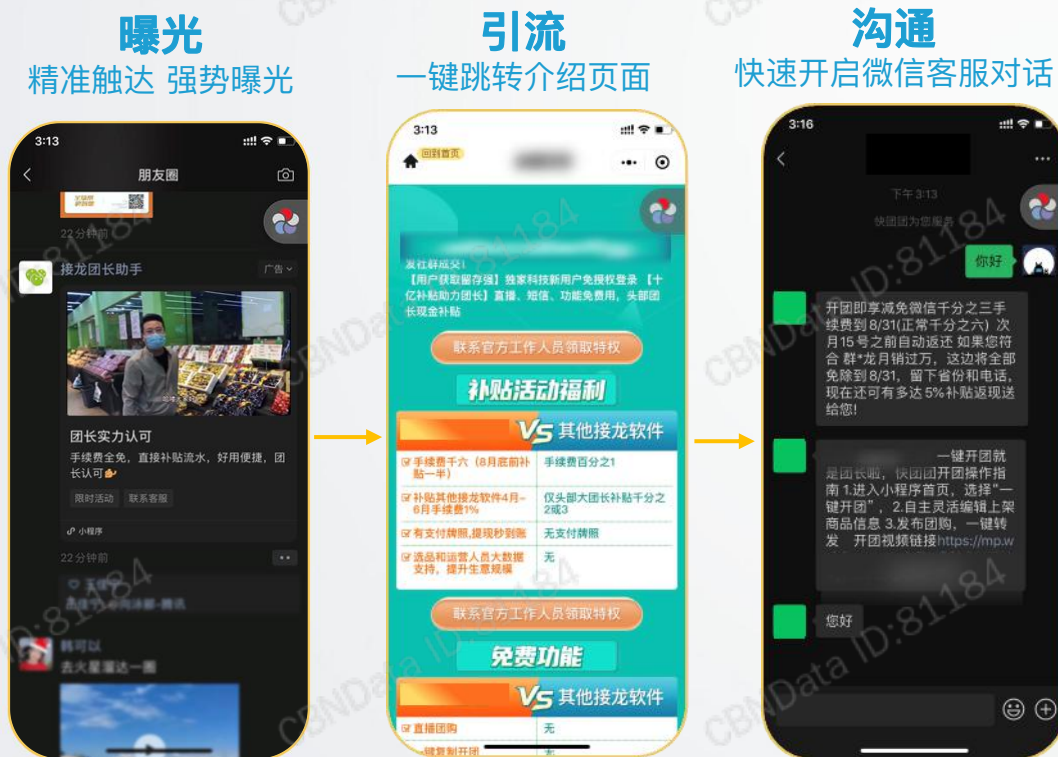 曝光
精准触达 强势曝光
3:13
朋友圈
22分钟前
接龙团长助手
广告
团长实力认可
手续费全免，直接补贴流水，好用便捷，团
长认可
限时活动 联系客服
小程序
22分钟前
韩可以
去火星溜达一圈
引流
一键跳转介绍页面
3:13
回到首页
发社群成交！
【用户获取留存强】独家科技新用户免授权登录 【十
亿补贴助力团长】直播、短信、功能免费用，头部团
长现金补贴
联系官方工作人员领取特权
补贴活动福利
VS 其他接龙软件
手续费千六（8月底前补
贴一半）
手续费百分之1
补贴其他接龙软件4月-
6月手续费1%
仅头部大团长补贴千分之
2或3
有支付牌照,提现秒到账
无支付牌照
选品和运营人员大数据
支持，提升生意规模
无
联系官方工作人员领取特权
免费功能
VS 其他接龙软件
直播团购
无
一键复制开团
无
沟通
快速开启微信客服对话
3:16
下午 3:13
快团团为您服务
你好
开团即享减免微信千分之三手
续费到8/31(正常千分之六) 次
月15号之前自动返还 如果您符
合 群*龙月销过万，这边将全部
免除到8/31，留下省份和电话，
现在还可有多达5%补贴返现送
给您!
一键开团就
是团长啦，快团团开团操作指
南 1.进入小程序首页，选择“一
键开团”，2.自主灵活编辑上架
商品信息 3.发布团购，一键转
发 开团视频链接https://mp.w
您好
CBNData ID:81184